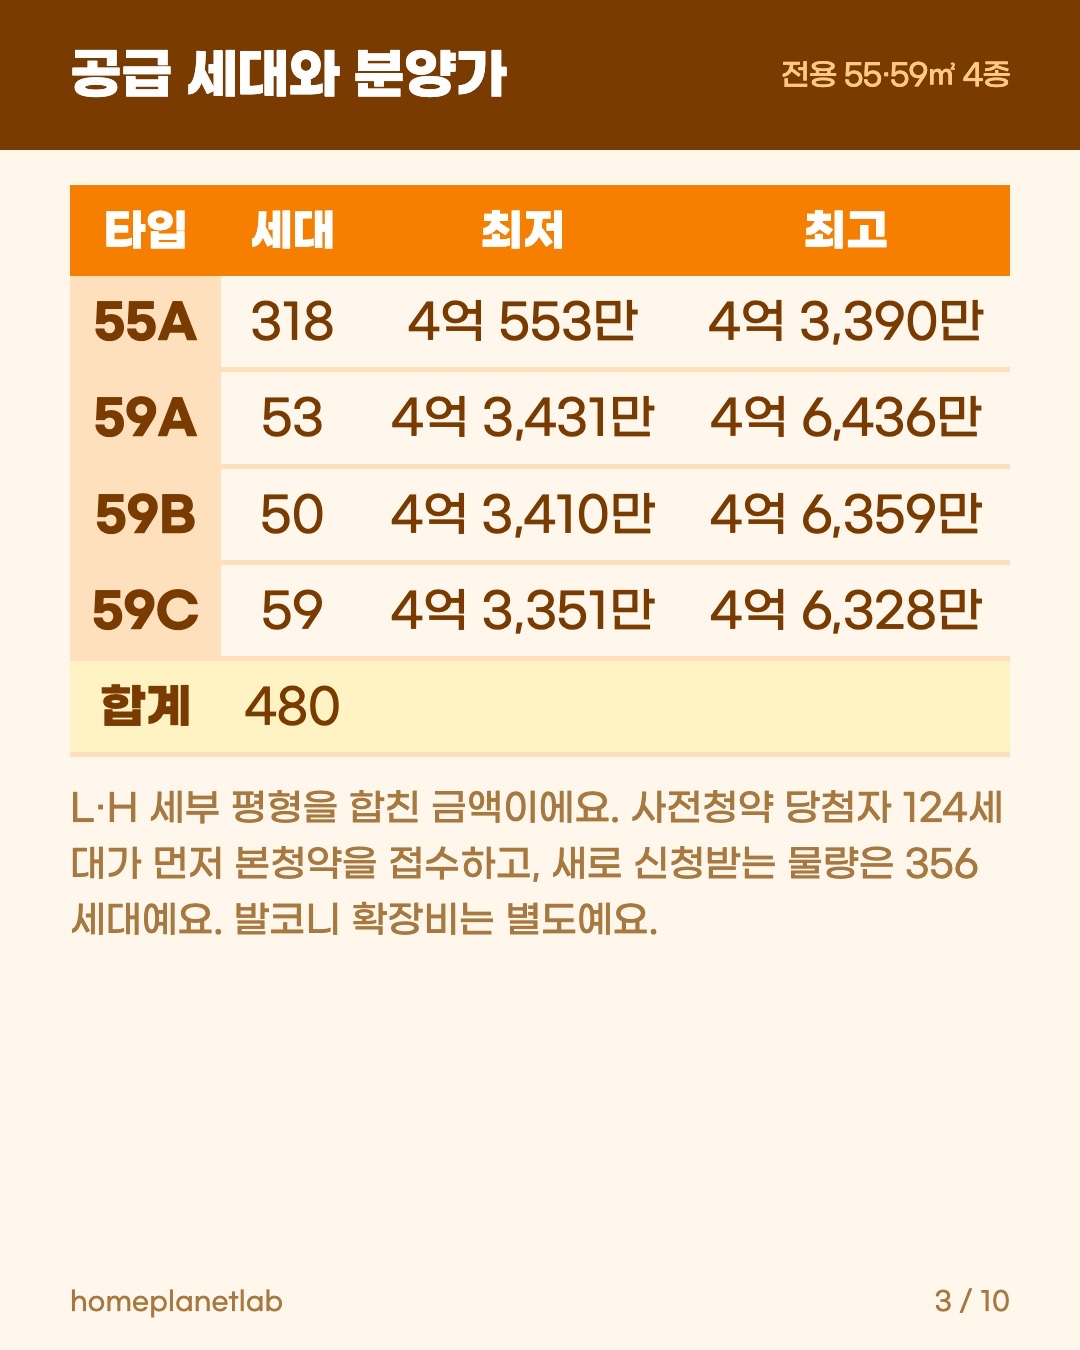 공급 세대와 분양가
전용 55·59㎡ 4종
타입 세대 최저 최고
55A 318 4억 553만 4억 3,390만
59A 53 4억 3,431만 4억 6,436만
59B 50 4억 3,410만 4억 6,359만
59C 59 4억 3,351만 4억 6,328만
합계 480
L·H 세부 평형을 합친 금액이에요. 사전청약 당첨자 124세
대가 먼저 본청약을 접수하고, 새로 신청받는 물량은 356
세대예요. 발코니 확장비는 별도예요.
homeplanetlab
3 / 10